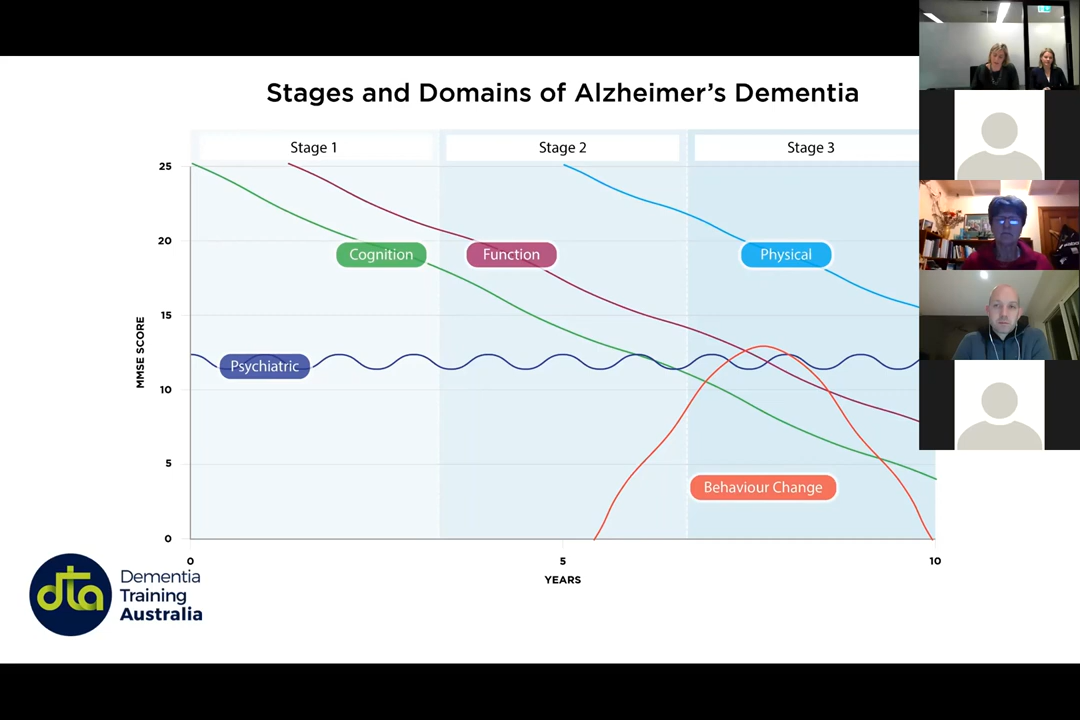 Stages and Domains of Alzheimer's Dementia
Stage 1
Stage 2
Stage 3
25
20
15
10
5
0
MMSE SCORE
Cognition
Function
Physical
Psychiatric
Behaviour Change
0
5
10
YEARS
dta
Dementia
Training
Australia